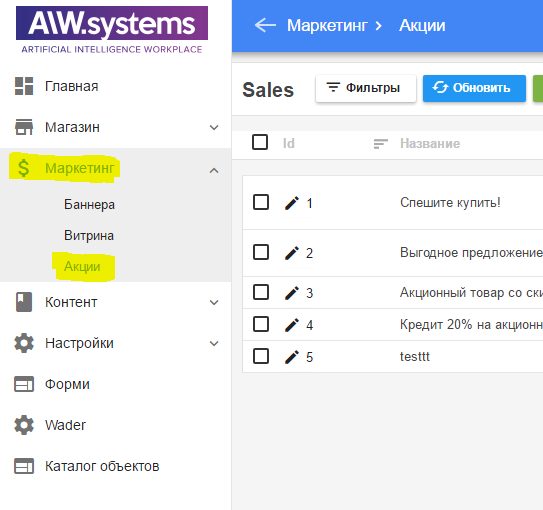 AIW.systems
ARTIFICIAL INTELLIGENCE WORKPLACE
Главная
Магазин
Маркетинг
Баннера
Витрина
Акции
Контент
Настройки
Форми
Wader
Каталог объектов
Маркетинг > Акции
Sales
Фильтры
Обновить
Id Название
1 Спешите купить!
2 Выгодное предложение
3 Акционный товар со ски
4 Кредит 20% на акционн
5 testtt